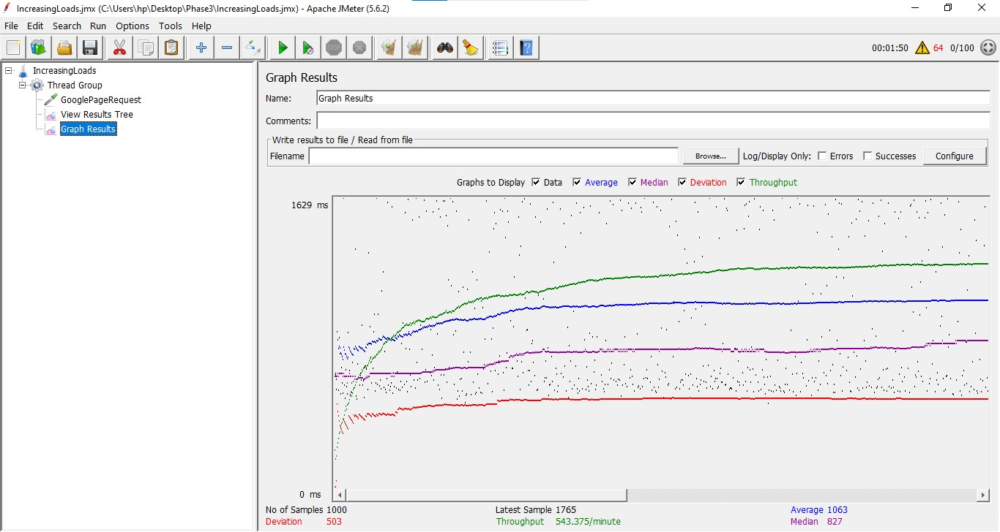 IncreasingLoads.jmx (C:\Users\hp\Desktop\Phase3\IncreasingLoads.jmx) - Apache JMeter (5.6.2)
File Edit Search Run Options Tools Help
STOP
00:01:50 64 0/100
IncreasingLoads
Thread Group
GooglePageRequest
View Results Tree
Graph Results
Graph Results
Name: Graph Results
Comments:
Write results to file / Read from file
Filename Browse... Log/Display Only: Errors Successes Configure
Graphs to Display Data Average Median Deviation Throughput
1629 ms
0 ms
No of Samples 1000 Latest Sample 1765 Average 1063
Deviation 503 Throughput 543.375/minute Median 827